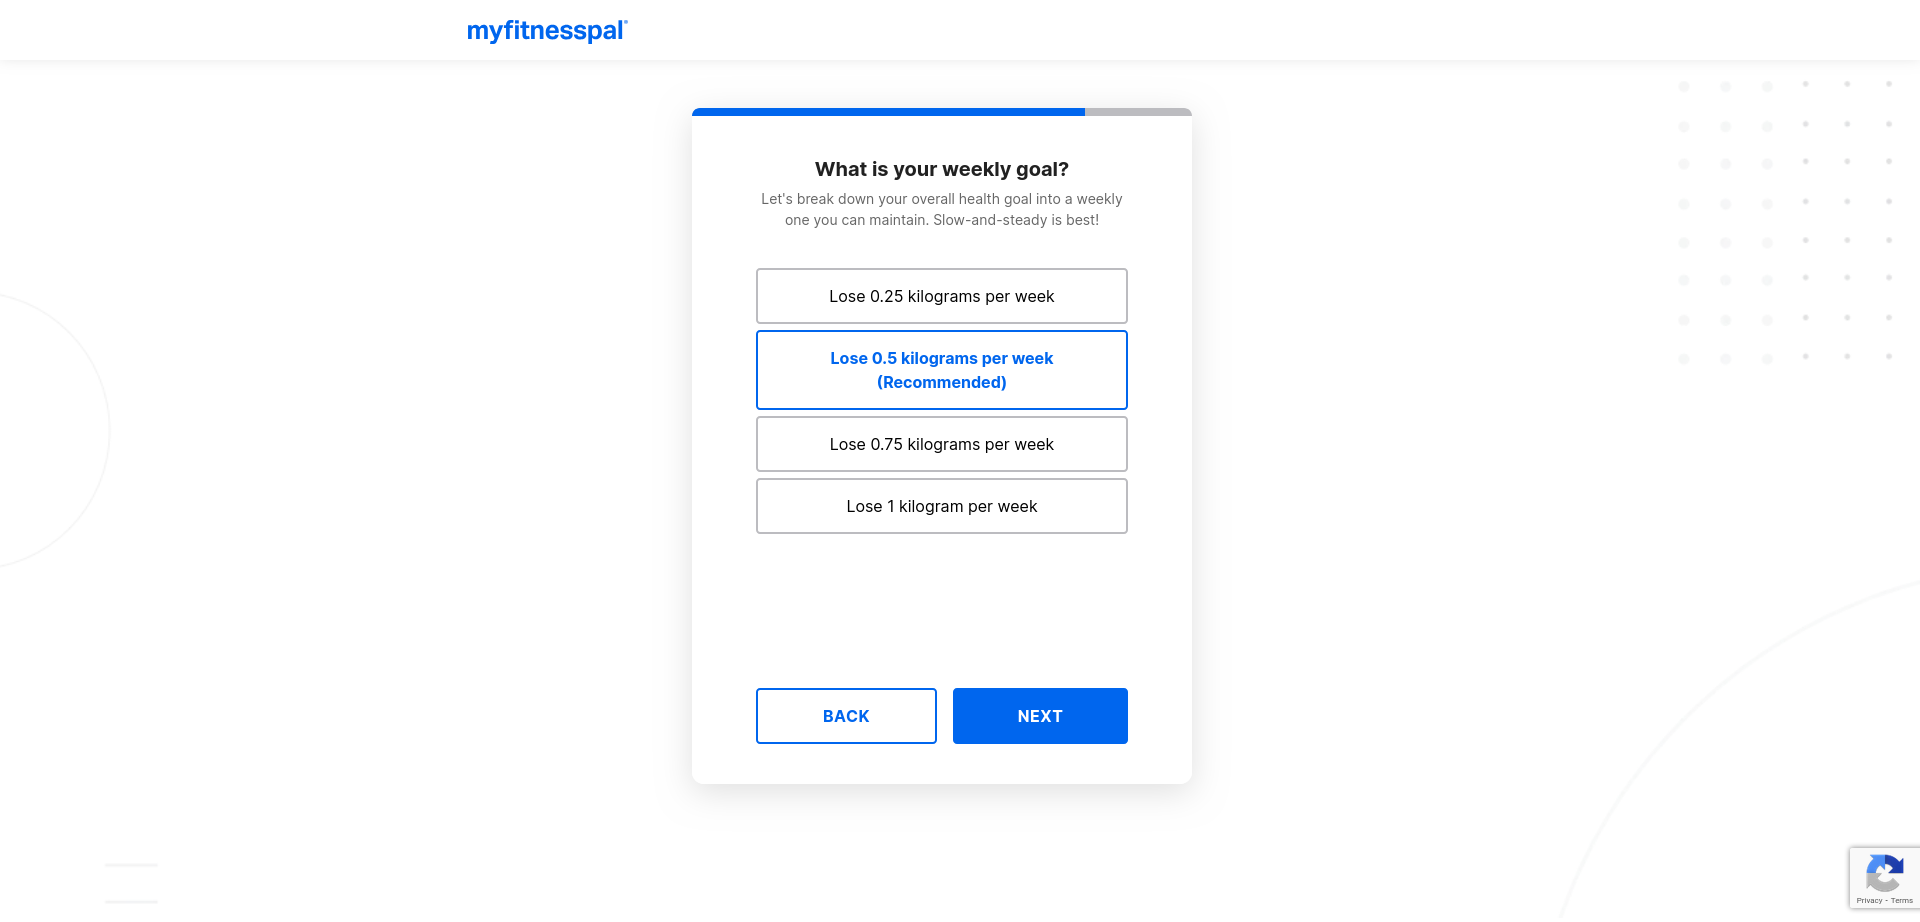 myfitnesspal®
What is your weekly goal?
Let's break down your overall health goal into a weekly
one you can maintain. Slow-and-steady is best!
Lose 0.25 kilograms per week
Lose 0.5 kilograms per week
(Recommended)
Lose 0.75 kilograms per week
Lose 1 kilogram per week
BACK
NEXT
Privacy - Terms